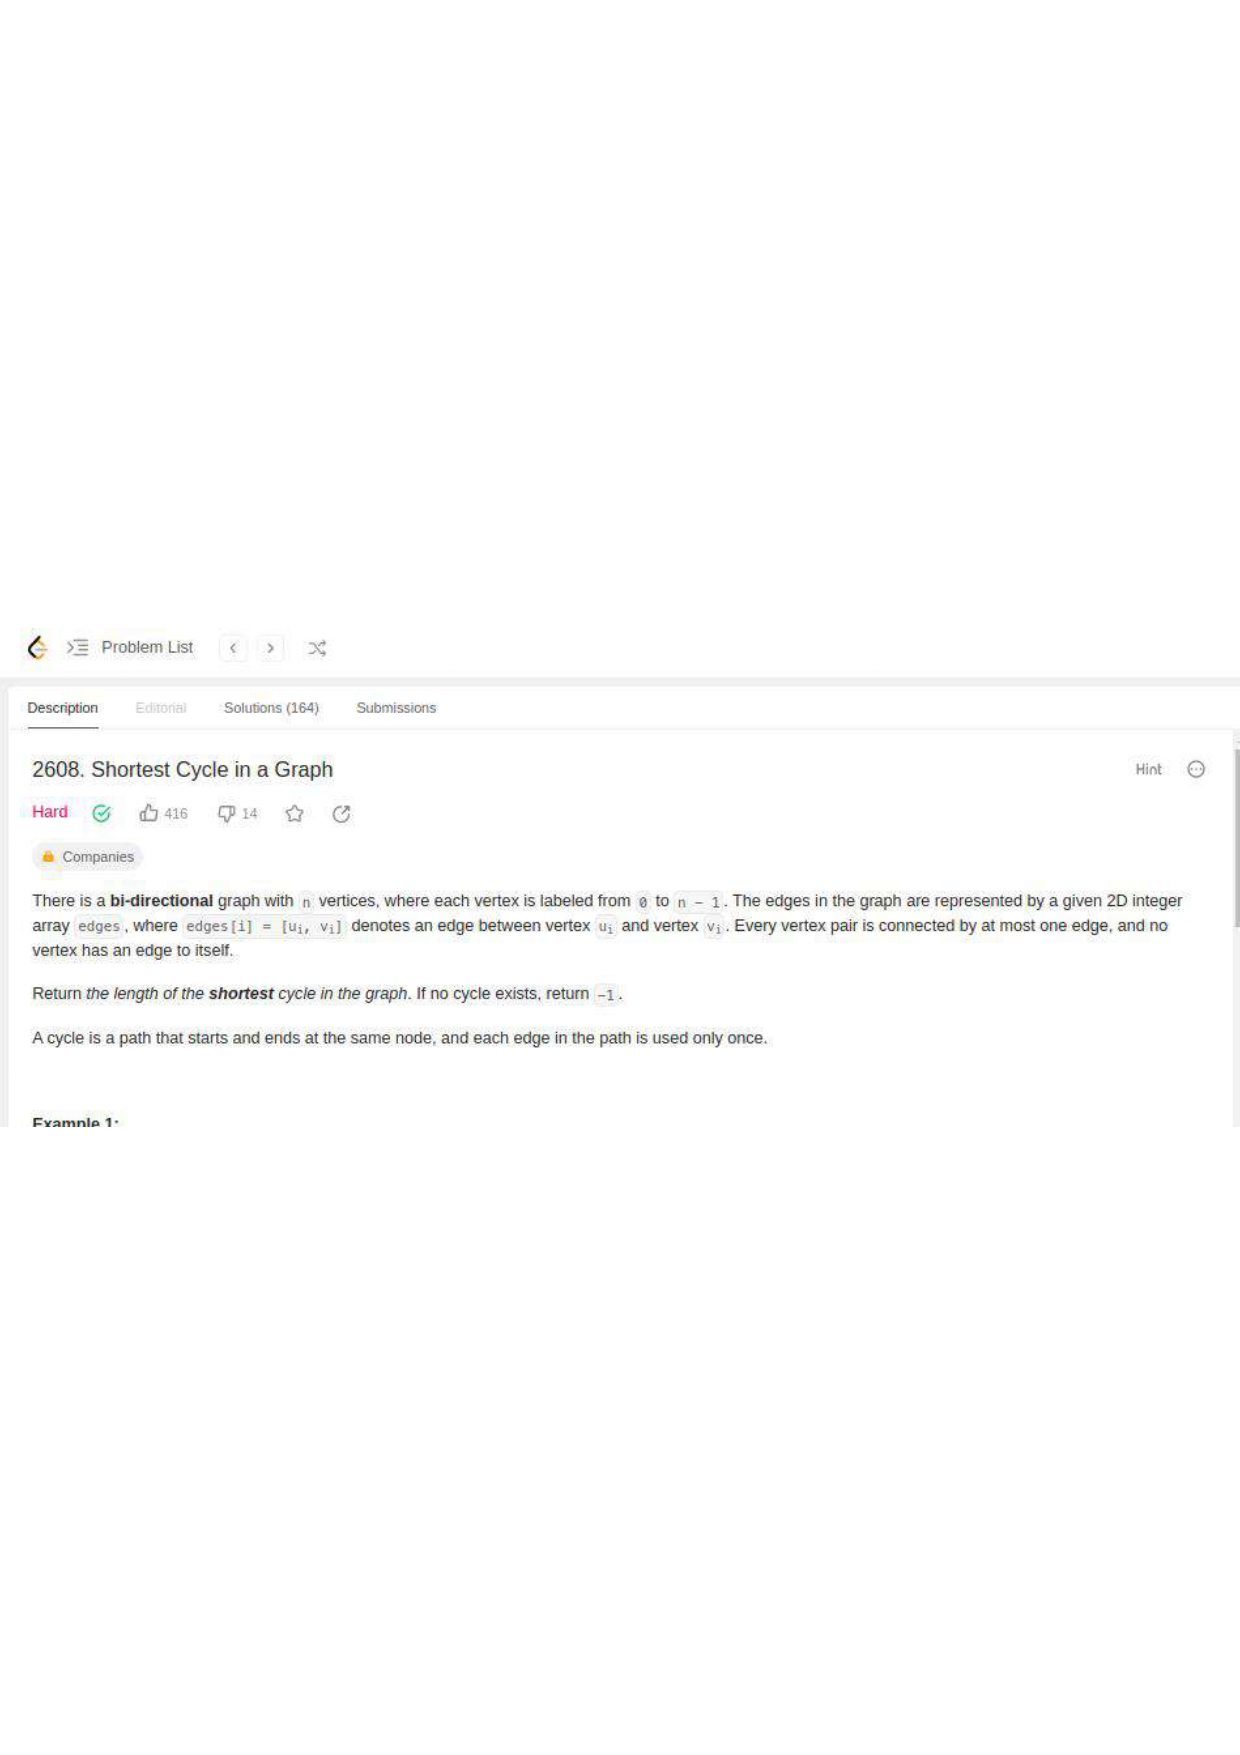 Problem List
Description Editorial Solutions (164) Submissions
2608. Shortest Cycle in a Graph Hint
Hard 416 14
Companies
There is a bi-directional graph with n vertices, where each vertex is labeled from 0 to n - 1. The edges in the graph are represented by a given 2D integer
array edges, where edges[i] = [ui, vi] denotes an edge between vertex ui and vertex vi. Every vertex pair is connected by at most one edge, and no
vertex has an edge to itself.
Return the length of the shortest cycle in the graph. If no cycle exists, return -1.
A cycle is a path that starts and ends at the same node, and each edge in the path is used only once.
Example 1: